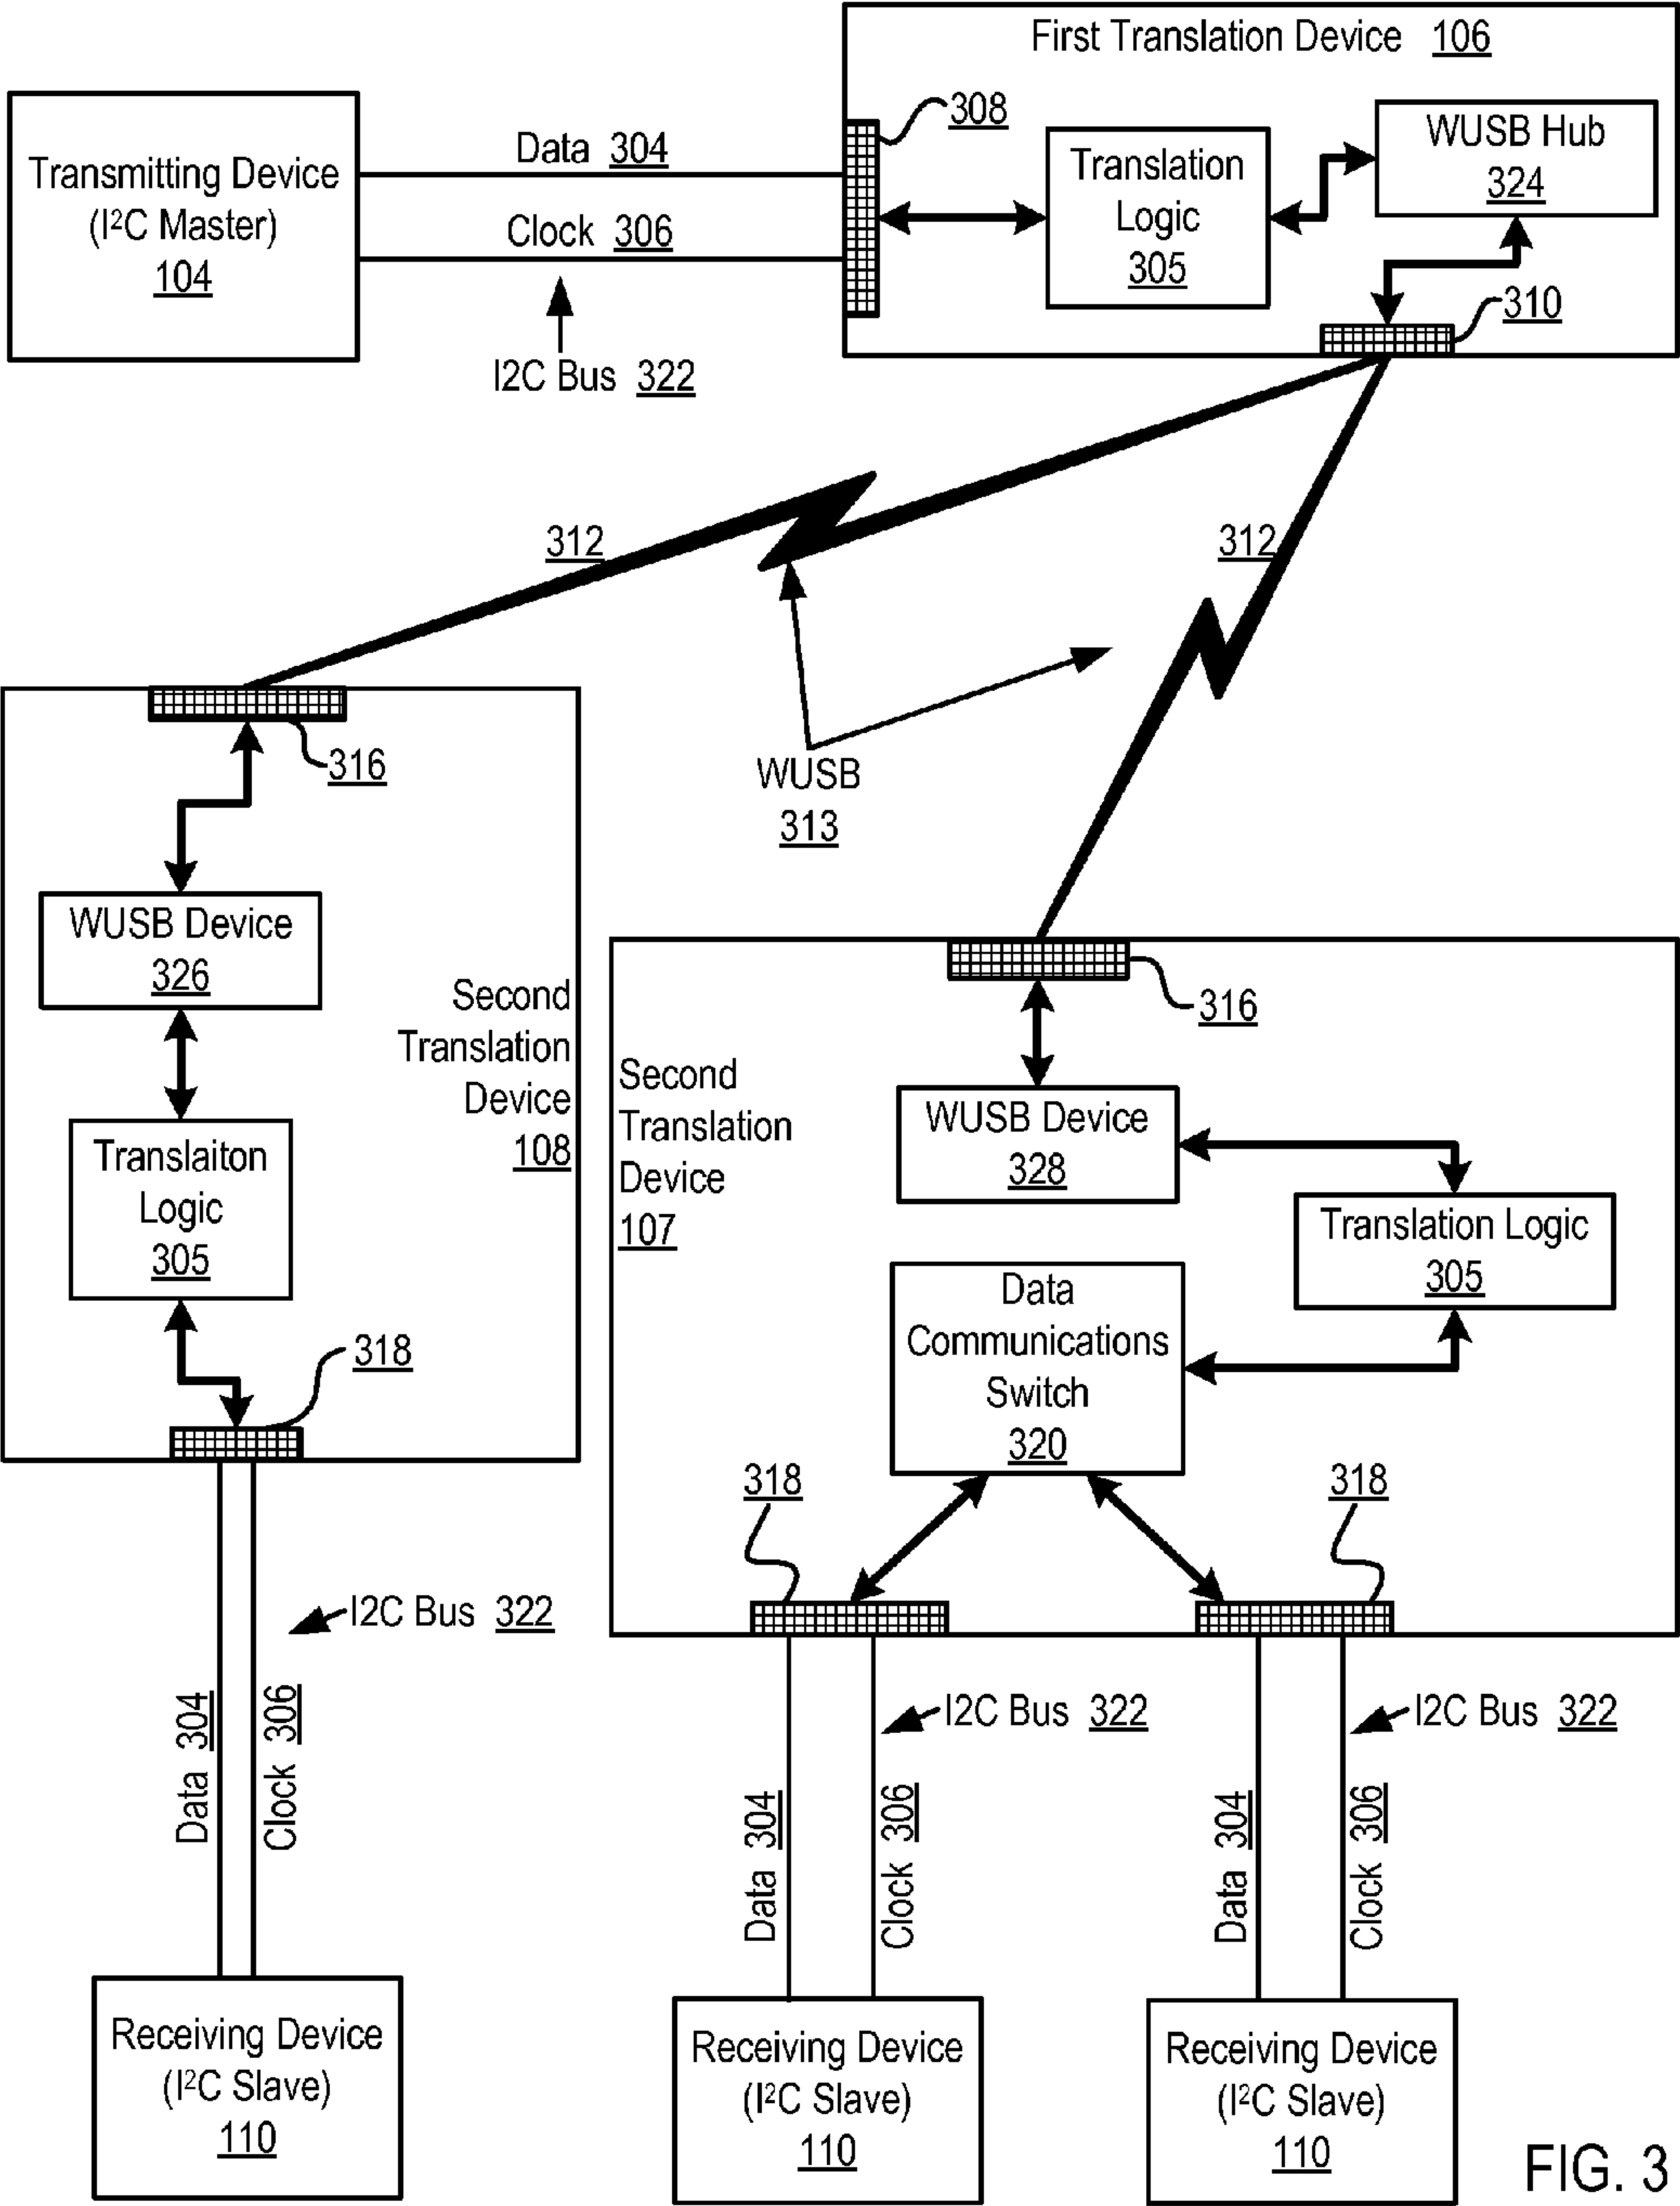 First Translation Device 106
308
Transmitting Device
(I²C Master)
104
Data 304
Clock 306
I2C Bus 322
Translation
Logic
305
WUSB Hub
324
310
312
312
WUSB
313
316
WUSB Device
326
Second
Translation
Device
108
Translaiton
Logic
305
318
316
Second
Translation
Device
107
WUSB Device
328
Translation Logic
305
Data
Communications
Switch
320
318
318
I2C Bus 322
Data 304
Clock 306
I2C Bus 322
Data 304
Clock 306
I2C Bus 322
Data 304
Clock 306
Receiving Device
(I²C Slave)
110
Receiving Device
(I²C Slave)
110
Receiving Device
(I²C Slave)
110
FIG. 3